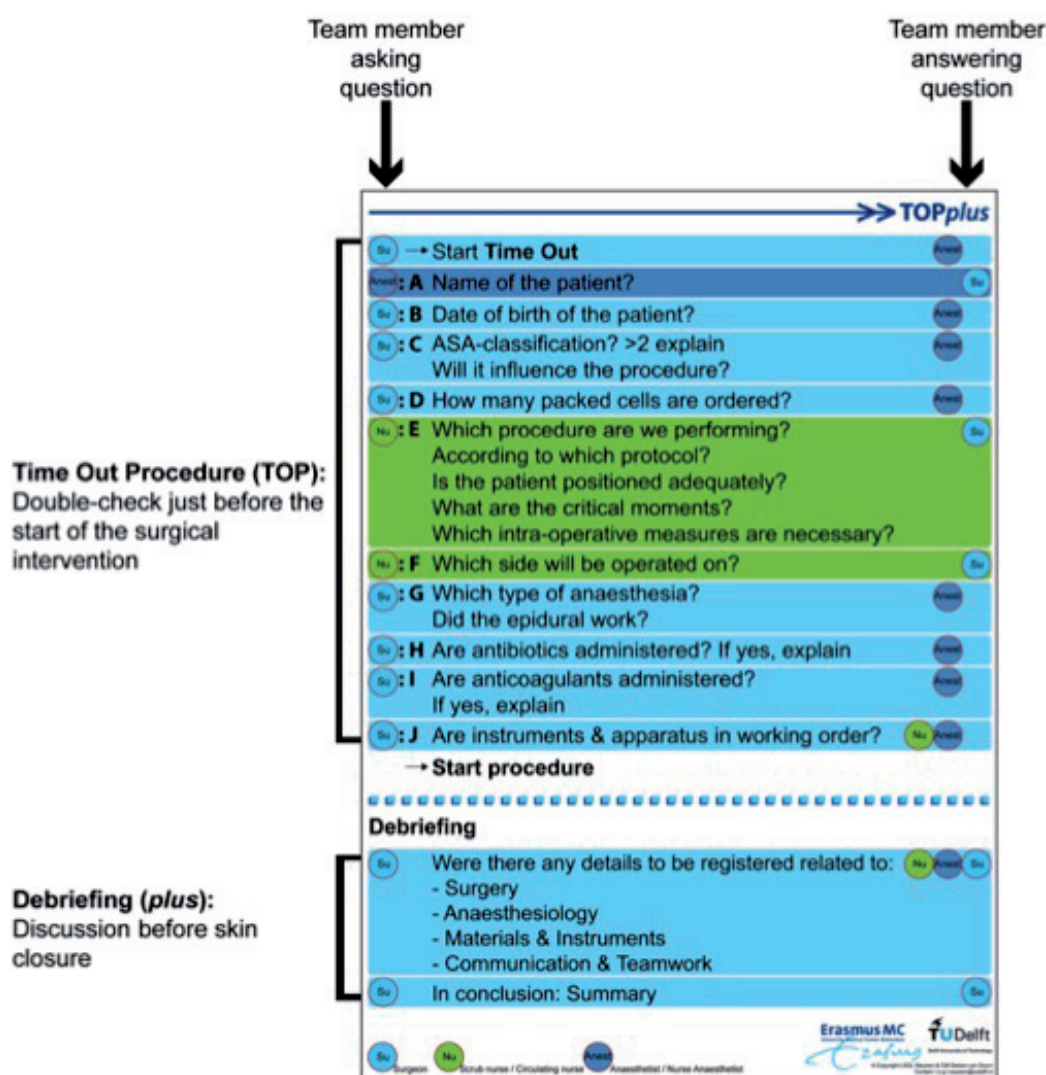 Team member
asking
question
Team member
answering
question
TOPplus
Su → Start Time Out Anest
Anest : A Name of the patient? Su
Su : B Date of birth of the patient? Anest
Su : C ASA-classification? >2 explain Anest
Will it influence the procedure?
Su : D How many packed cells are ordered? Anest
Nu : E Which procedure are we performing? Su
According to which protocol?
Is the patient positioned adequately?
What are the critical moments?
Which intra-operative measures are necessary?
Nu : F Which side will be operated on? Su
Su : G Which type of anaesthesia? Anest
Did the epidural work?
Su : H Are antibiotics administered? If yes, explain Anest
Su : I Are anticoagulants administered? Anest
If yes, explain
Su : J Are instruments & apparatus in working order? Nu Anest
→ Start procedure
Time Out Procedure (TOP):
Double-check just before the
start of the surgical
intervention
Debriefing
Su Were there any details to be registered related to: Nu Anest Su
- Surgery
- Anaesthesiology
- Materials & Instruments
- Communication & Teamwork
Su In conclusion: Summary Su
Debriefing (plus):
Discussion before skin
closure
Erasmus MC
TU Delft
Su Surgeon Nu Scrub nurse / Circulating nurse Anest Anaesthetist / Nurse Anaesthetist